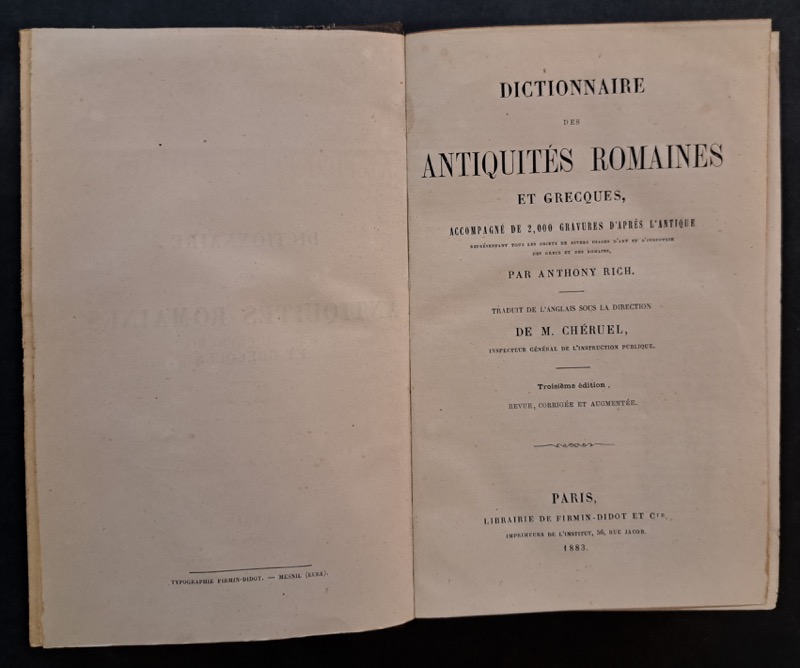 TYPOGRAPHIE FIRMIN-DIDOT. — MESNIL (EURE).
DICTIONNAIRE
DES
ANTIQUITÉS ROMAINES
ET GRECQUES,
ACCOMPAGNÉ DE 2,000 GRAVURES D'APRÈS L'ANTIQUE
REPRÉSENTANT TOUS LES OBJETS DE DIVERS USAGES D'ART ET D'INDUSTRIE
DES GRECS ET DES ROMAINS,
PAR ANTHONY RICH.
TRADUIT DE L'ANGLAIS SOUS LA DIRECTION
DE M. CHÉRUEL,
INSPECTEUR GÉNÉRAL DE L'INSTRUCTION PUBLIQUE.
Troisième édition,
REVUE, CORRIGÉE ET AUGMENTÉE.
PARIS,
LIBRAIRIE DE FIRMIN-DIDOT ET Cie,
IMPRIMEURS DE L'INSTITUT, 56, RUE JACOB.
1883.